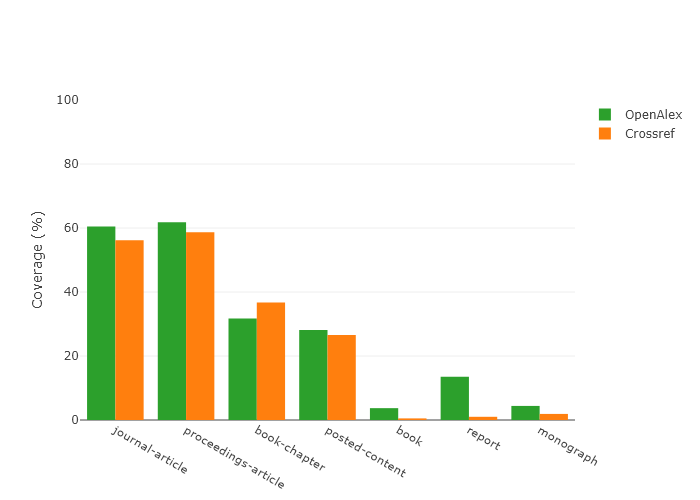 100
80
60
40
20
0
Coverage (%)
journal-article
proceedings-article
book-chapter
posted-content
book
report
monograph
OpenAlex
Crossref